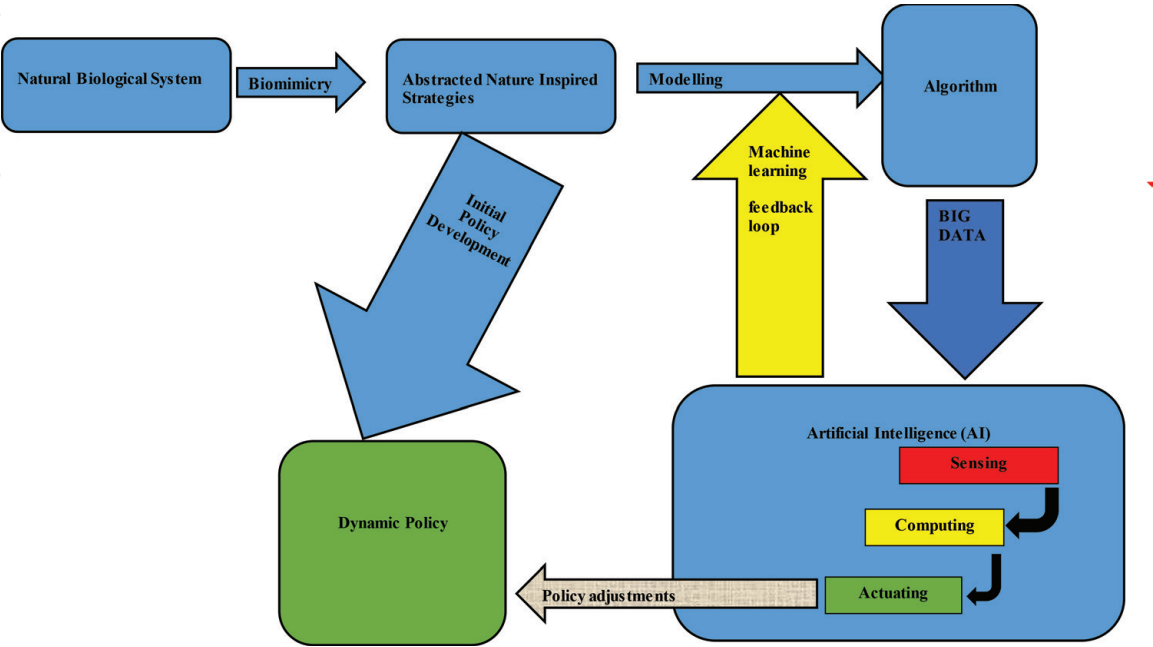 Natural Biological System
Biomimicry
Abstracted Nature Inspired
Strategies
Modelling
Algorithm
Initial
Policy
Development
Machine
learning
feedback
loop
BIG
DATA
Artificial Intelligence (AI)
Sensing
Computing
Actuating
Policy adjustments
Dynamic Policy